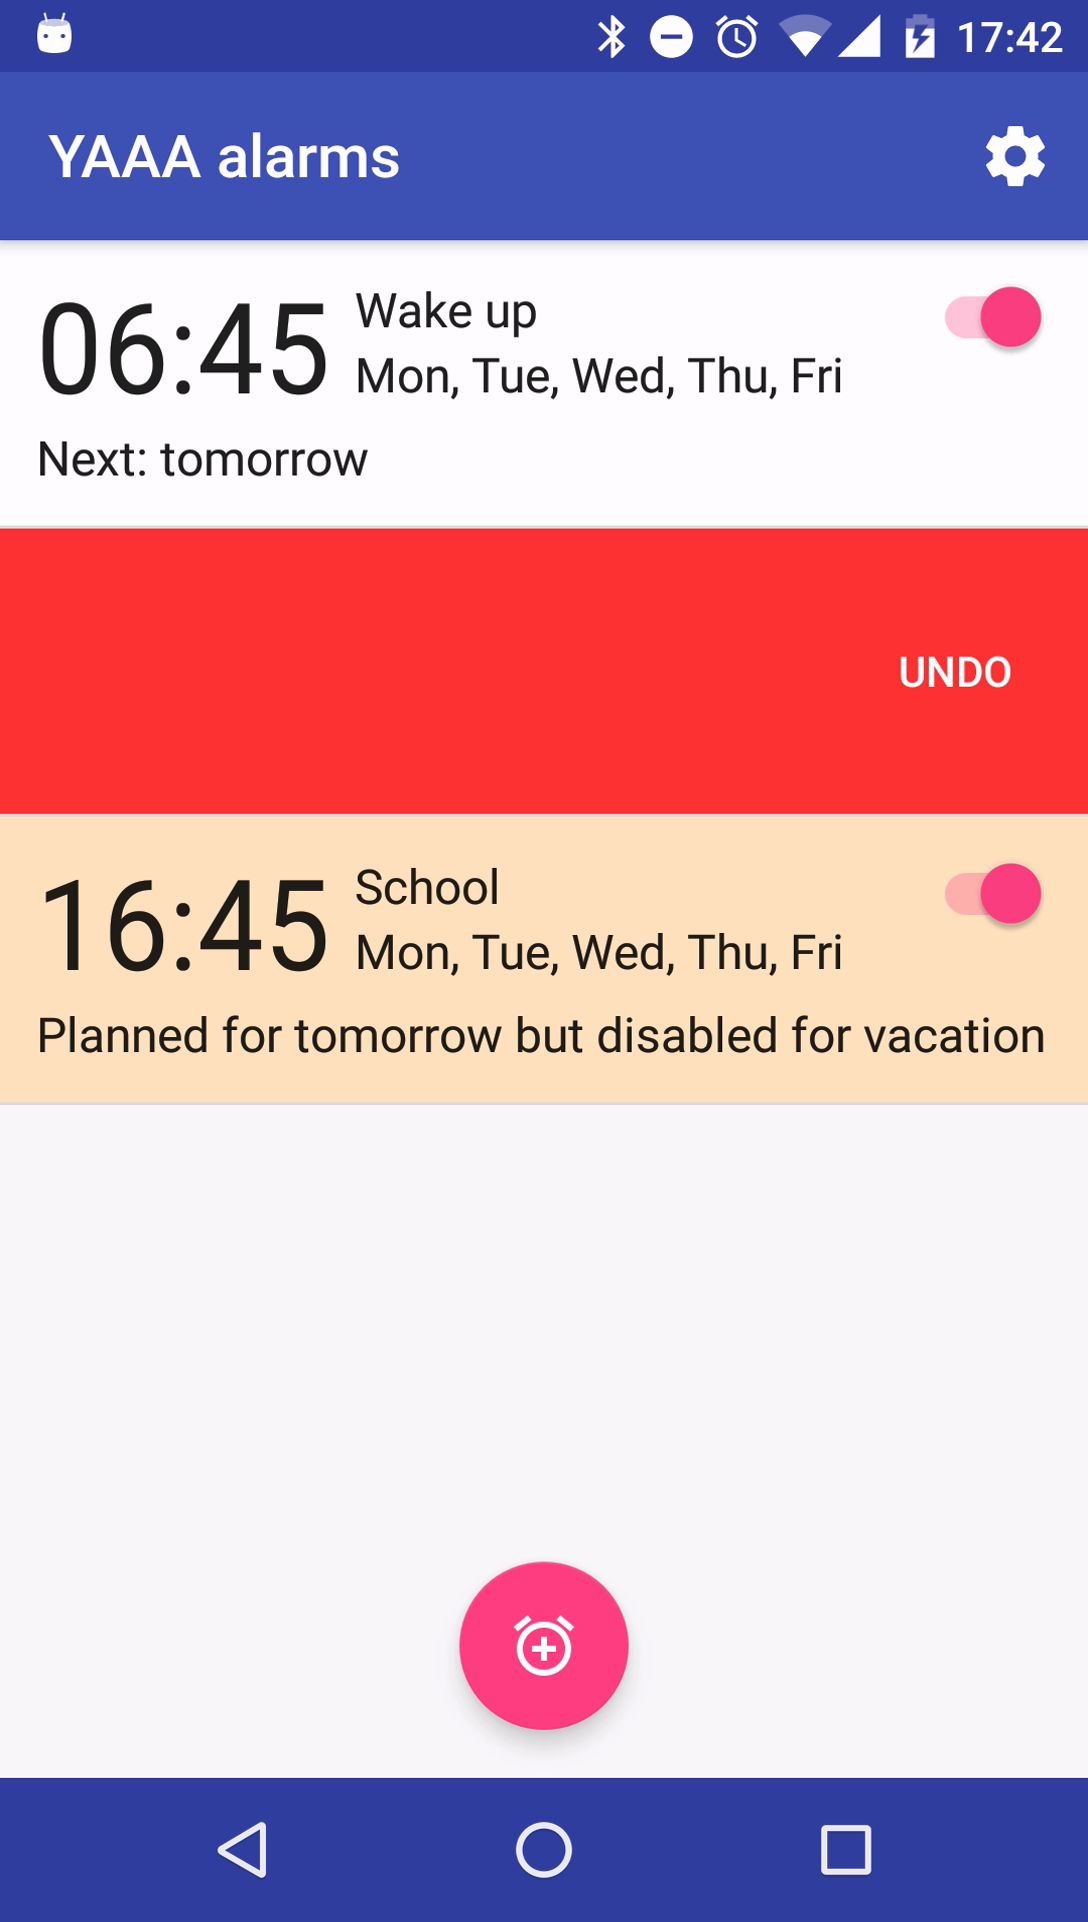 17:42
YAAA alarms
06:45
Wake up
Mon, Tue, Wed, Thu, Fri
Next: tomorrow
UNDO
16:45
School
Mon, Tue, Wed, Thu, Fri
Planned for tomorrow but disabled for vacation